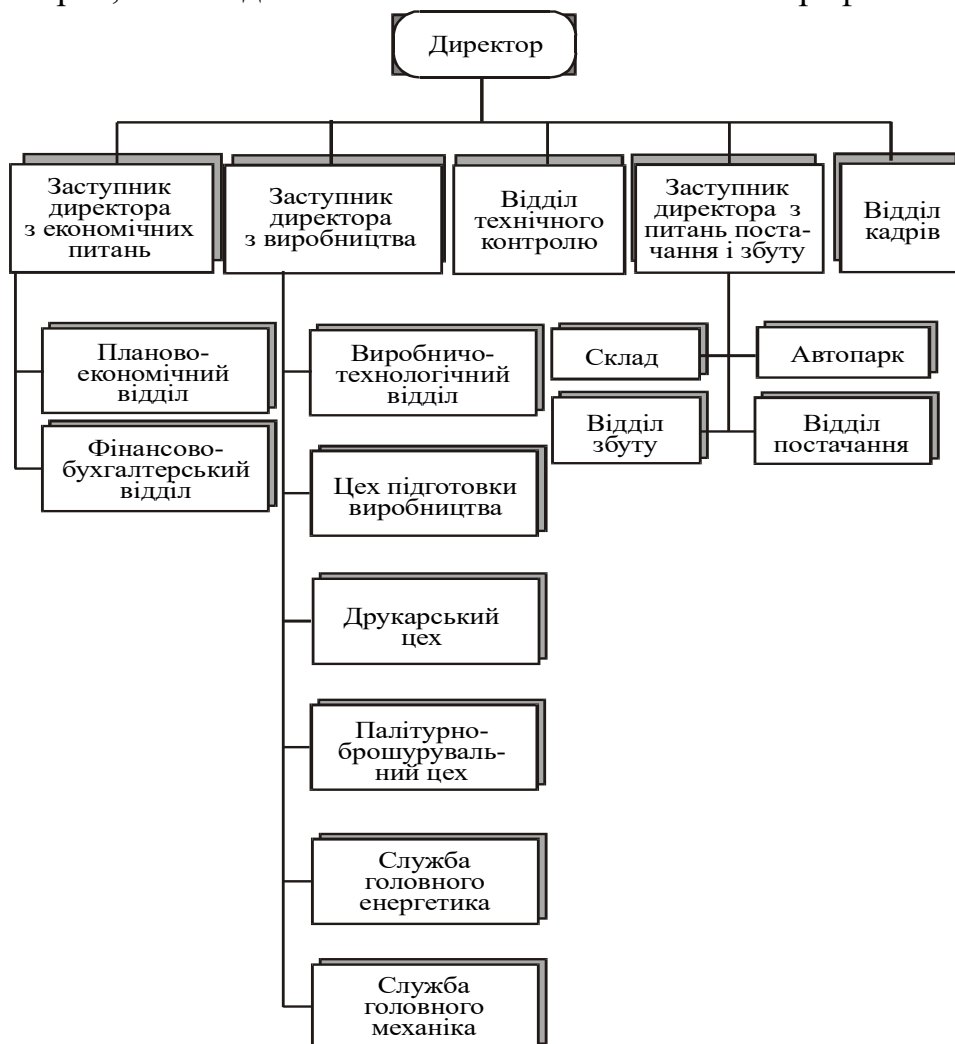 Директор
Заступник
директора
з економічних
питань
Заступник
директора
з виробництва
Відділ
технічного
контролю
Заступник
директора з
питань поста-
чання і збуту
Відділ
кадрів
Планово-
економічний
відділ
Фінансово-
бухгалтерський
відділ
Виробничо-
технологічний
відділ
Цех підготовки
виробництва
Друкарський
цех
Палітурно-
брошуруваль-
ний цех
Служба
головного
енергетика
Служба
головного
механіка
Склад
Автопарк
Відділ
збуту
Відділ
постачання